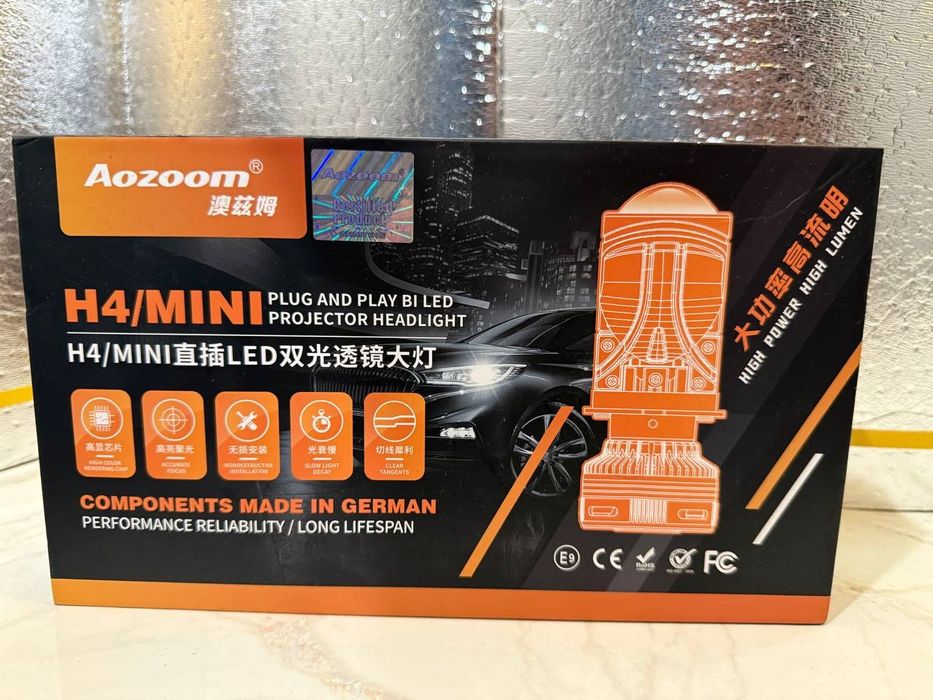 Aozoom®
澳兹姆
Aozoom
Certified
Products
H4/MINI PLUG AND PLAY BI LED
PROJECTOR HEADLIGHT
H4/MINI直插LED双光透镜大灯
高显芯片
HIGH COLOR
RENDERING CHIP
高亮聚光
ACCURATE
FOCUS
无损安装
NONDESTRUCTIVE
INSTALLATION
光衰慢
SLOW LIGHT
DECAY
切线犀利
CLEAR
TANGENTS
COMPONENTS MADE IN GERMAN
PERFORMANCE RELIABILITY / LONG LIFESPAN
大功率高流明
HIGH POWER HIGH LUMEN
E9
CE
RoHS
FC